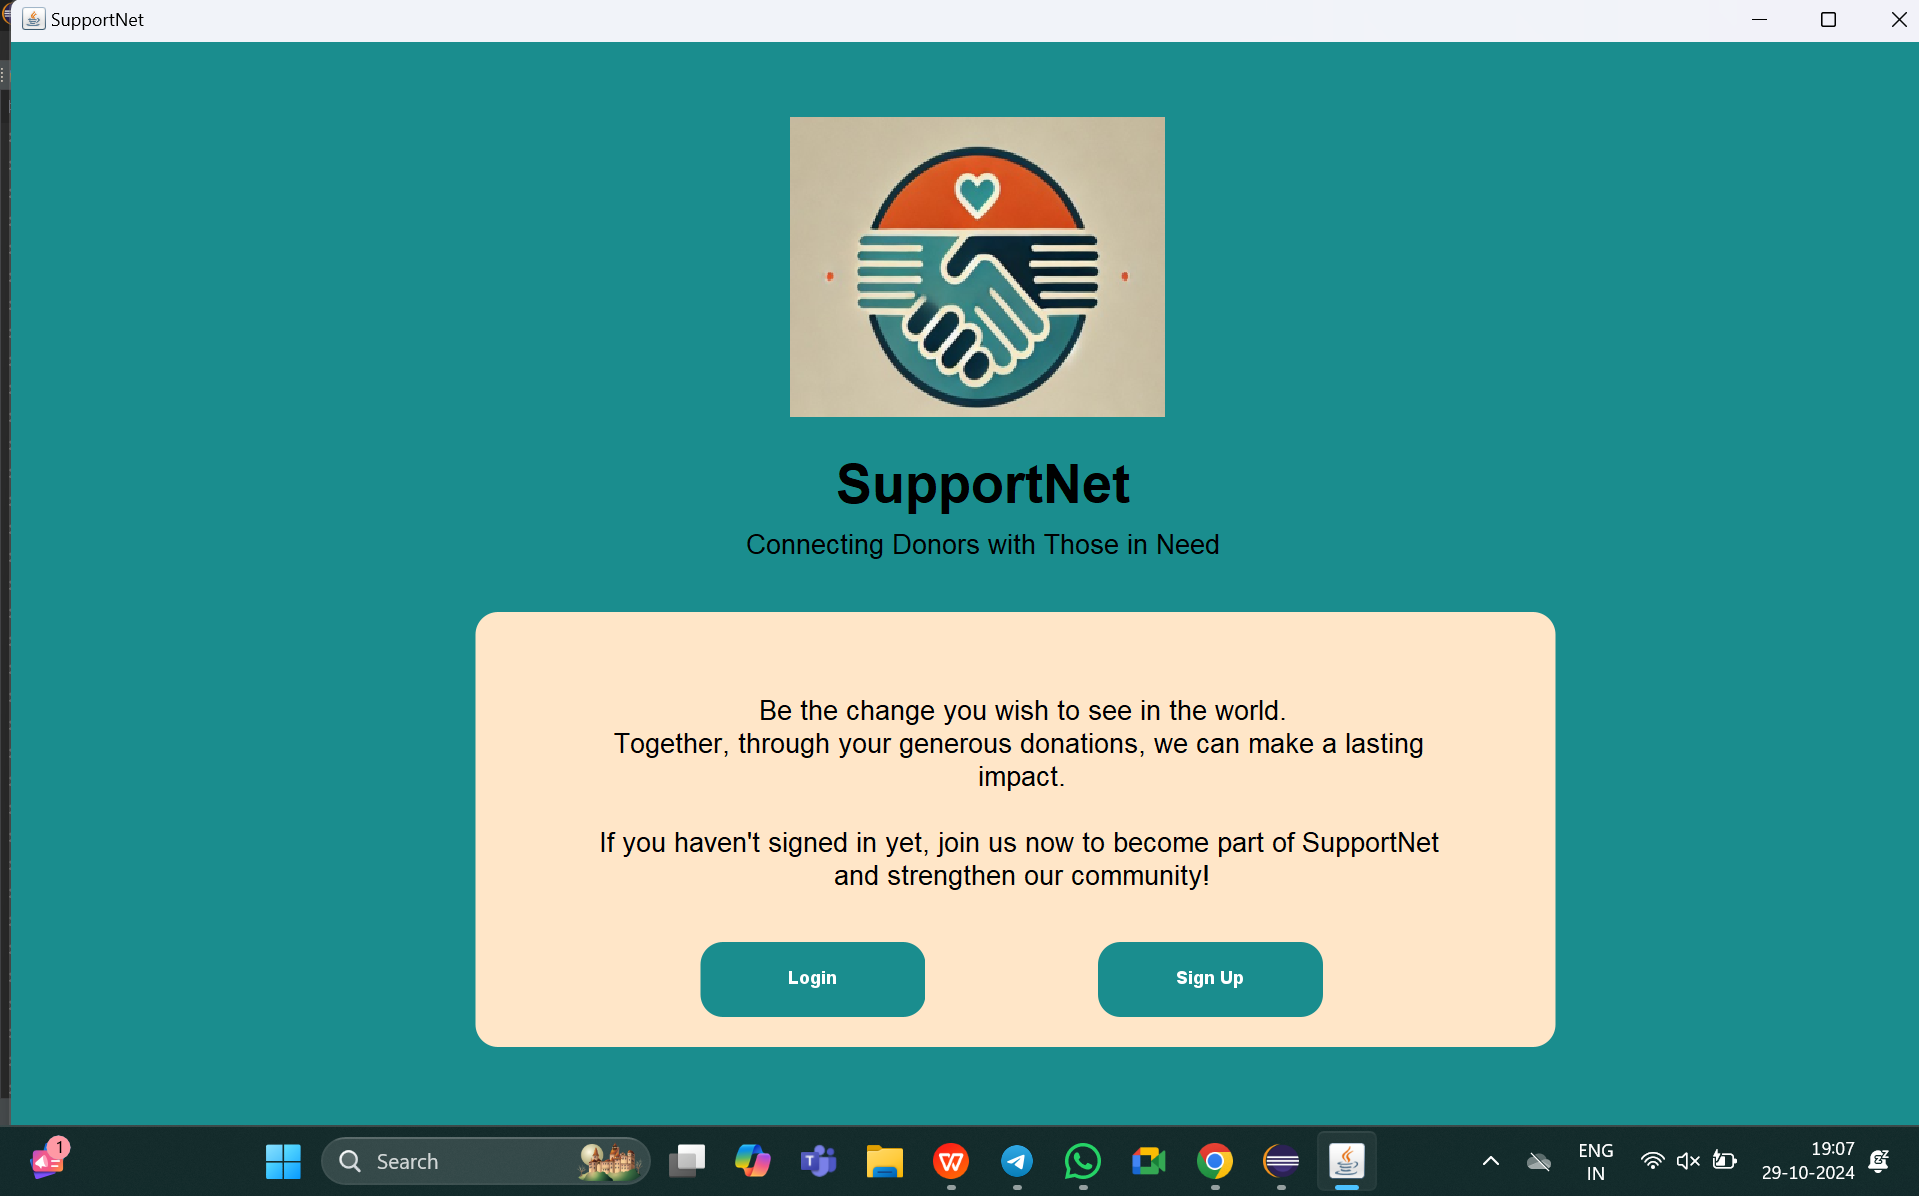 SupportNet
SupportNet
Connecting Donors with Those in Need
Be the change you wish to see in the world.
Together, through your generous donations, we can make a lasting
impact.
If you haven't signed in yet, join us now to become part of SupportNet
and strengthen our community!
Login
Sign Up
1
Search
ENG
IN
19:07
29-10-2024